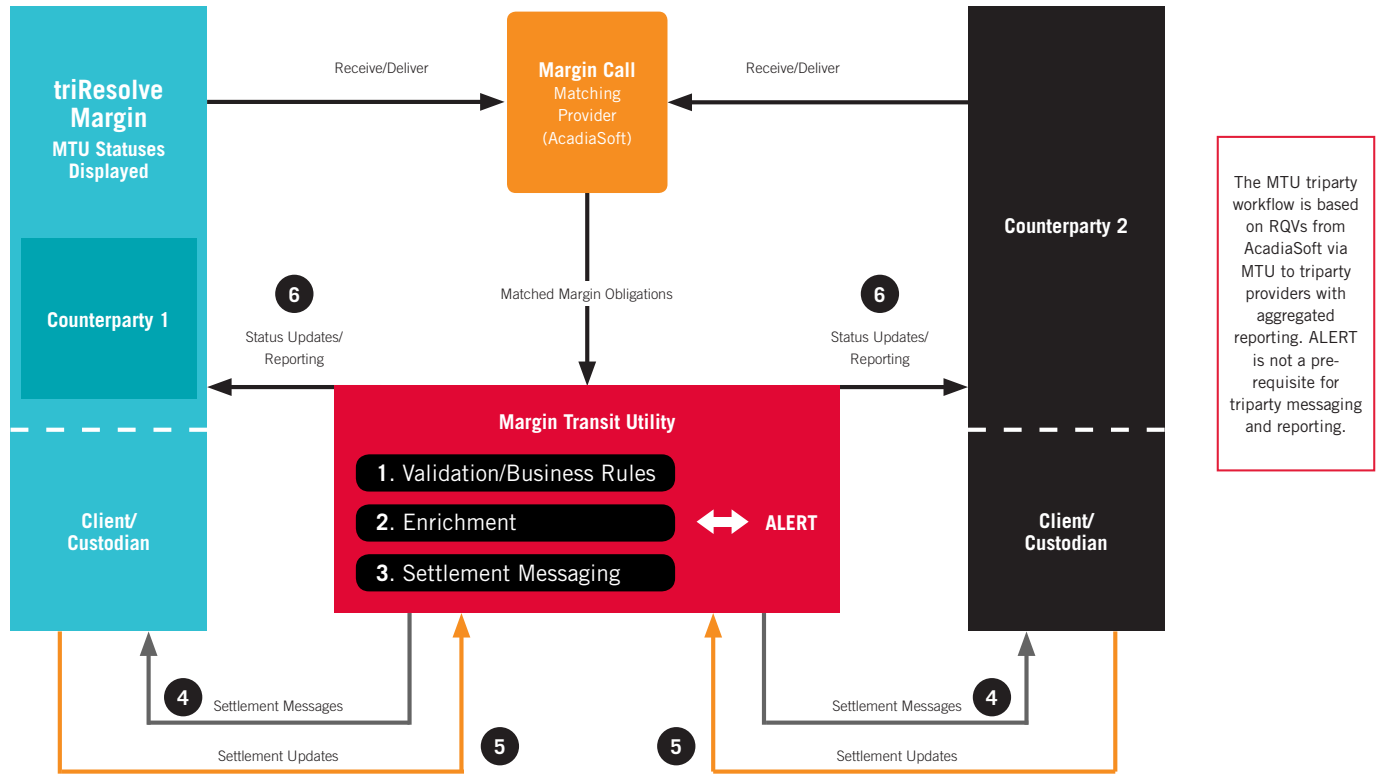 triResolve
Margin
MTU Statuses
Displayed
Counterparty 1
Client/
Custodian
Receive/Deliver
Margin Call
Matching
Provider
(AcadiaSoft)
Receive/Deliver
Counterparty 2
Client/
Custodian
6
Status Updates/
Reporting
Matched Margin Obligations
6
Status Updates/
Reporting
Margin Transit Utility
1. Validation/Business Rules
2. Enrichment
3. Settlement Messaging
ALERT
4
Settlement Messages
5
Settlement Updates
Settlement Messages
4
5
Settlement Updates
The MTU triparty
workflow is based
on RQVs from
AcadiaSoft via
MTU to triparty
providers with
aggregated
reporting. ALERT
is not a pre-
requisite for
triparty messaging
and reporting.